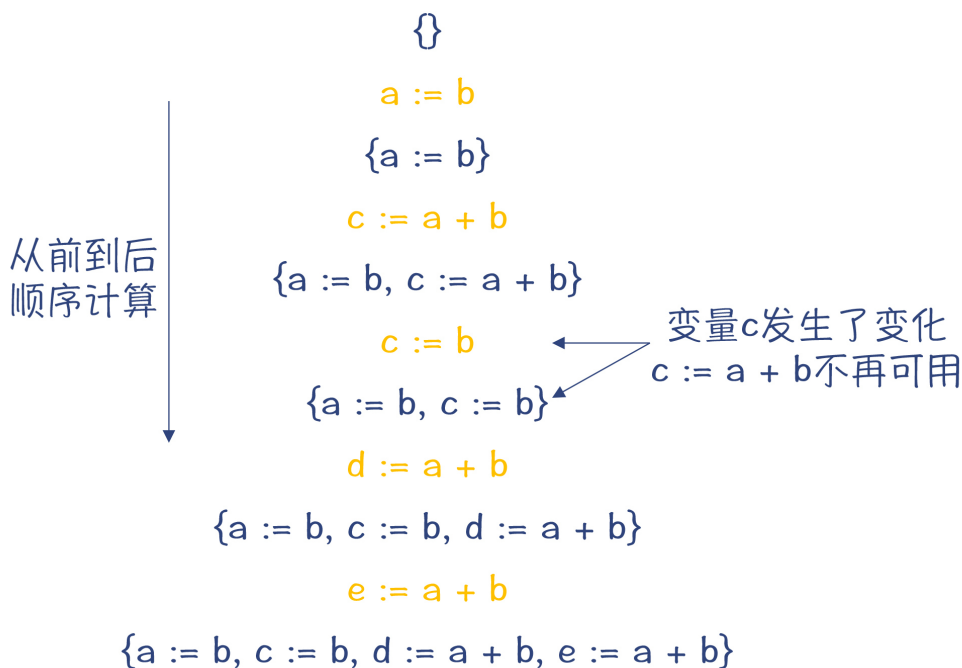 {}
a := b
{a := b}
c := a + b
从前到后
顺序计算
{a := b, c := a + b}
变量c发生了变化
c := a + b不再可用
c := b
{a := b, c := b}
d := a + b
{a := b, c := b, d := a + b}
e := a + b
{a := b, c := b, d := a + b, e := a + b}